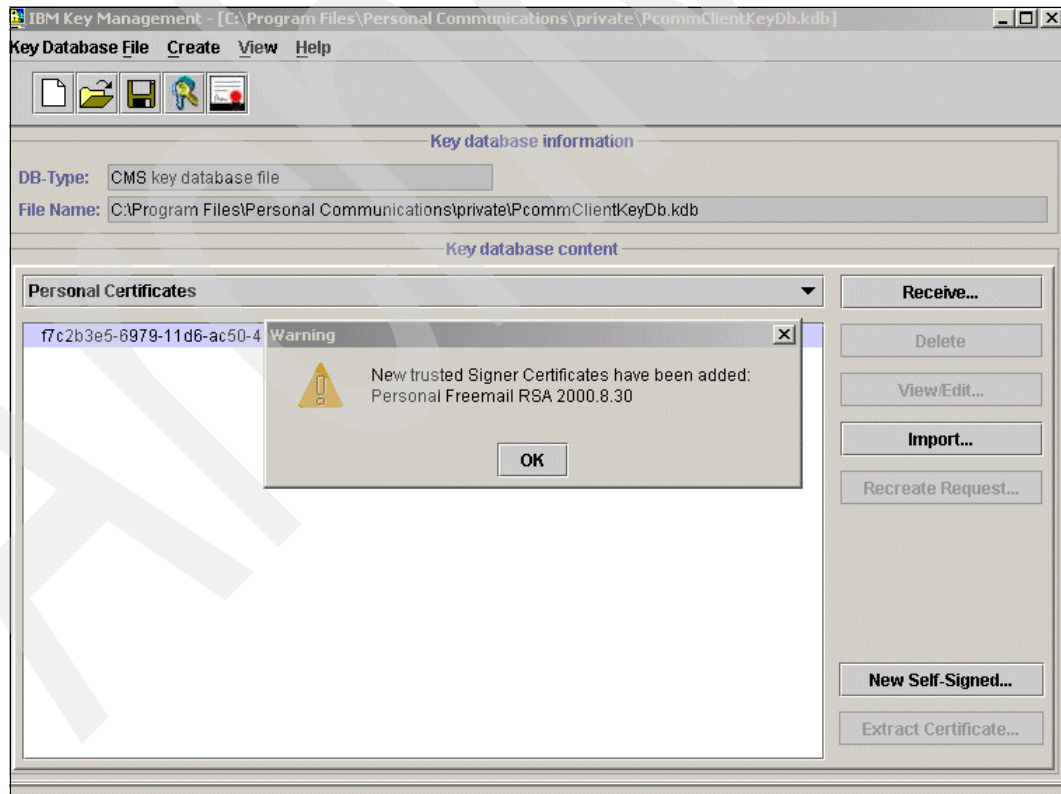 IBM Key Management - [C:\Program Files\Personal Communications\private\PcommClientKeyDb.kdb]
Key Database File Create View Help
Key database information
DB-Type: CMS key database file
File Name: C:\Program Files\Personal Communications\private\PcommClientKeyDb.kdb
Key database content
Personal Certificates
Receive...
f7c2b3e5-6979-11d6-ac50-4
Warning
New trusted Signer Certificates have been added:
Personal Freemail RSA 2000.8.30
OK
Delete
View/Edit...
Import...
Recreate Request...
New Self-Signed...
Extract Certificate...